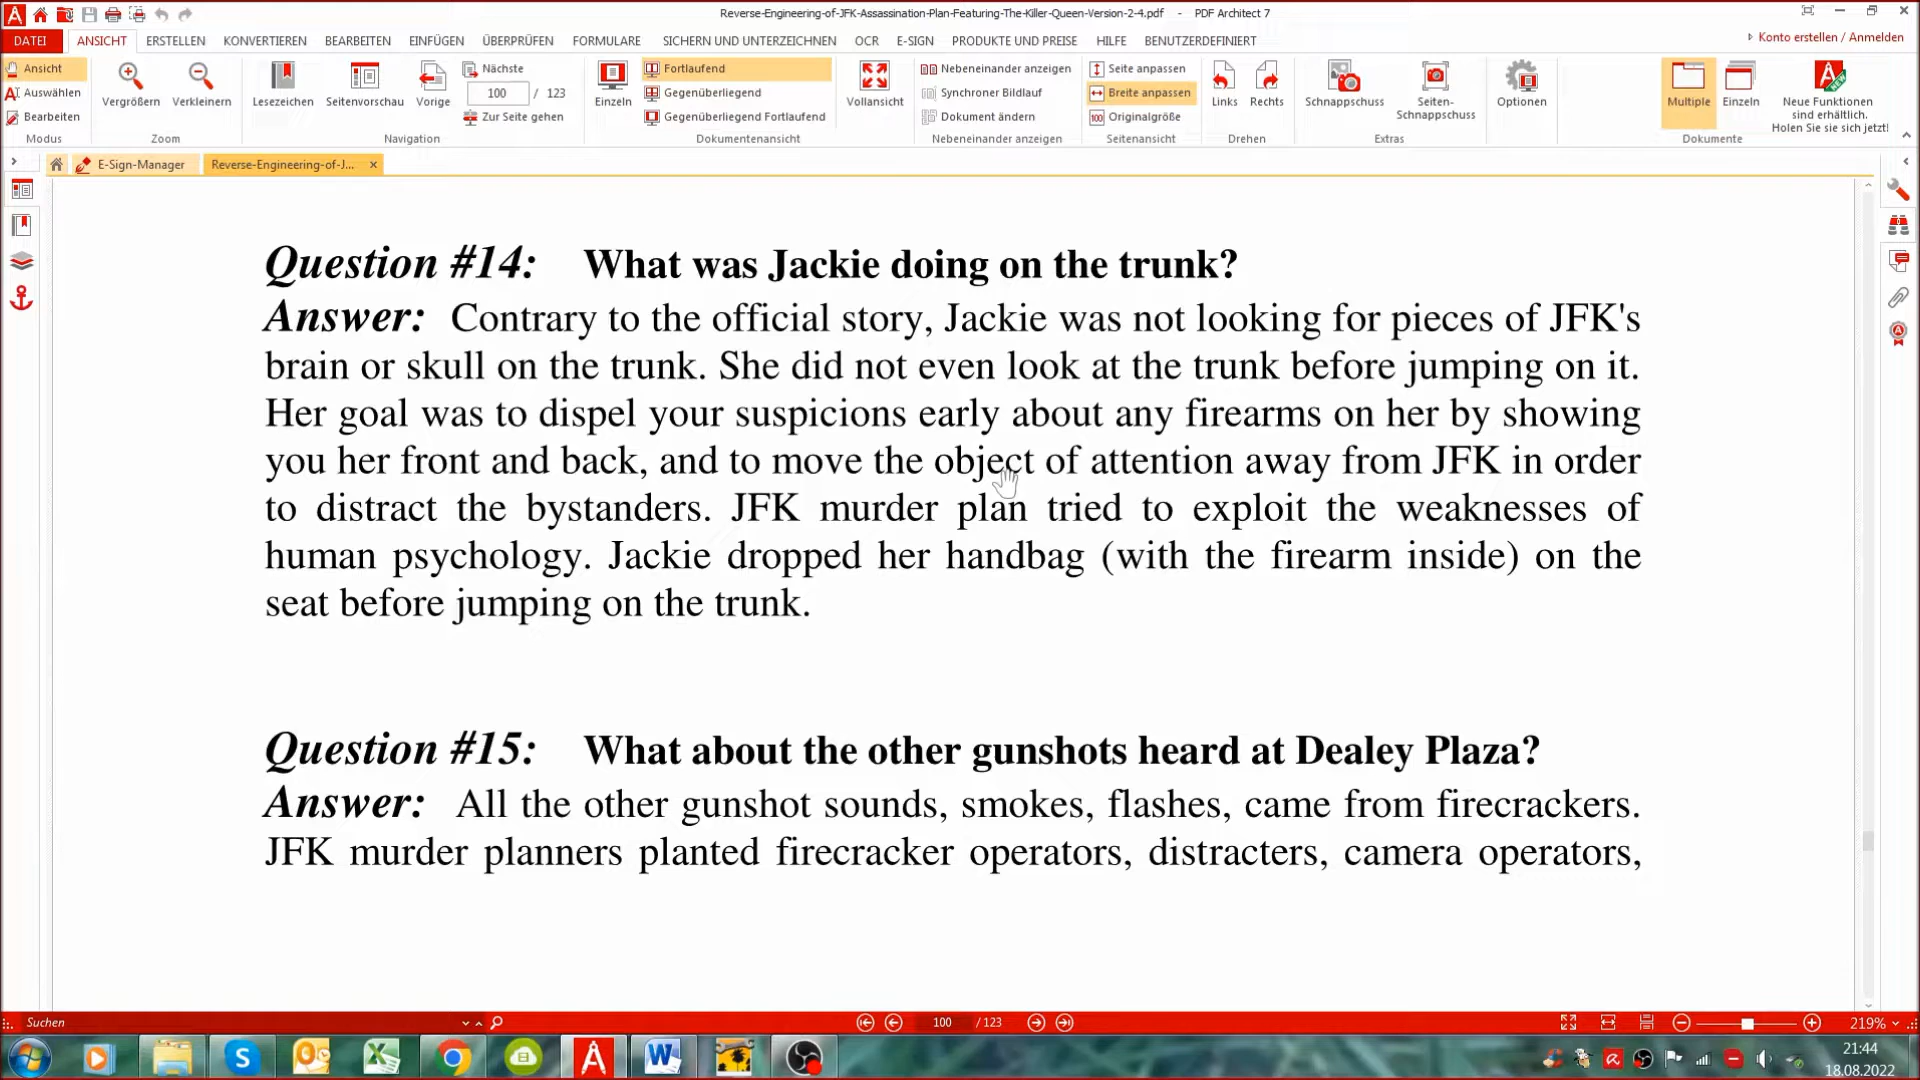 Reverse-Engineering-of-JFK-Assassination-Plan-Featuring-The-Killer-Queen-Version-2-4.pdf - PDF Architect 7
DATEI ANSICHT ERSTELLEN KONVERTIEREN BEARBEITEN EINFÜGEN ÜBERPRÜFEN FORMULARE SICHERN UND UNTERZEICHNEN OCR E-SIGN PRODUKTE UND PREISE HILFE BENUTZERDEFINIERT Konto erstellen / Anmelden
Ansicht Nächste Fortlaufend Nebeneinander anzeigen Seite anpassen
Auswählen 100 / 123 Gegenüberliegend Synchroner Bildlauf Breite anpassen
Vergrößern Verkleinern Lesezeichen Seitenvorschau Vorige Einzeln Vollansicht Links Rechts Schnappschuss Seiten-Schnappschuss Optionen Multiple Einzeln Neue Funktionen
sind erhältlich.
Bearbeiten Zur Seite gehen Gegenüberliegend Fortlaufend Dokument ändern Originalgröße
Holen Sie sie sich jetzt!
Modus Zoom Navigation Dokumentenansicht Nebeneinander anzeigen Seitenansicht Drehen Extras Dokumente
E-Sign-Manager Reverse-Engineering-of-J...
Question #14: What was Jackie doing on the trunk?
Answer: Contrary to the official story, Jackie was not looking for pieces of JFK's
brain or skull on the trunk. She did not even look at the trunk before jumping on it.
Her goal was to dispel your suspicions early about any firearms on her by showing
you her front and back, and to move the object of attention away from JFK in order
to distract the bystanders. JFK murder plan tried to exploit the weaknesses of
human psychology. Jackie dropped her handbag (with the firearm inside) on the
seat before jumping on the trunk.
Question #15: What about the other gunshots heard at Dealey Plaza?
Answer: All the other gunshot sounds, smokes, flashes, came from firecrackers.
JFK murder planners planted firecracker operators, distracters, camera operators,
Suchen 100 / 123 219%
21:44
18.08.2022